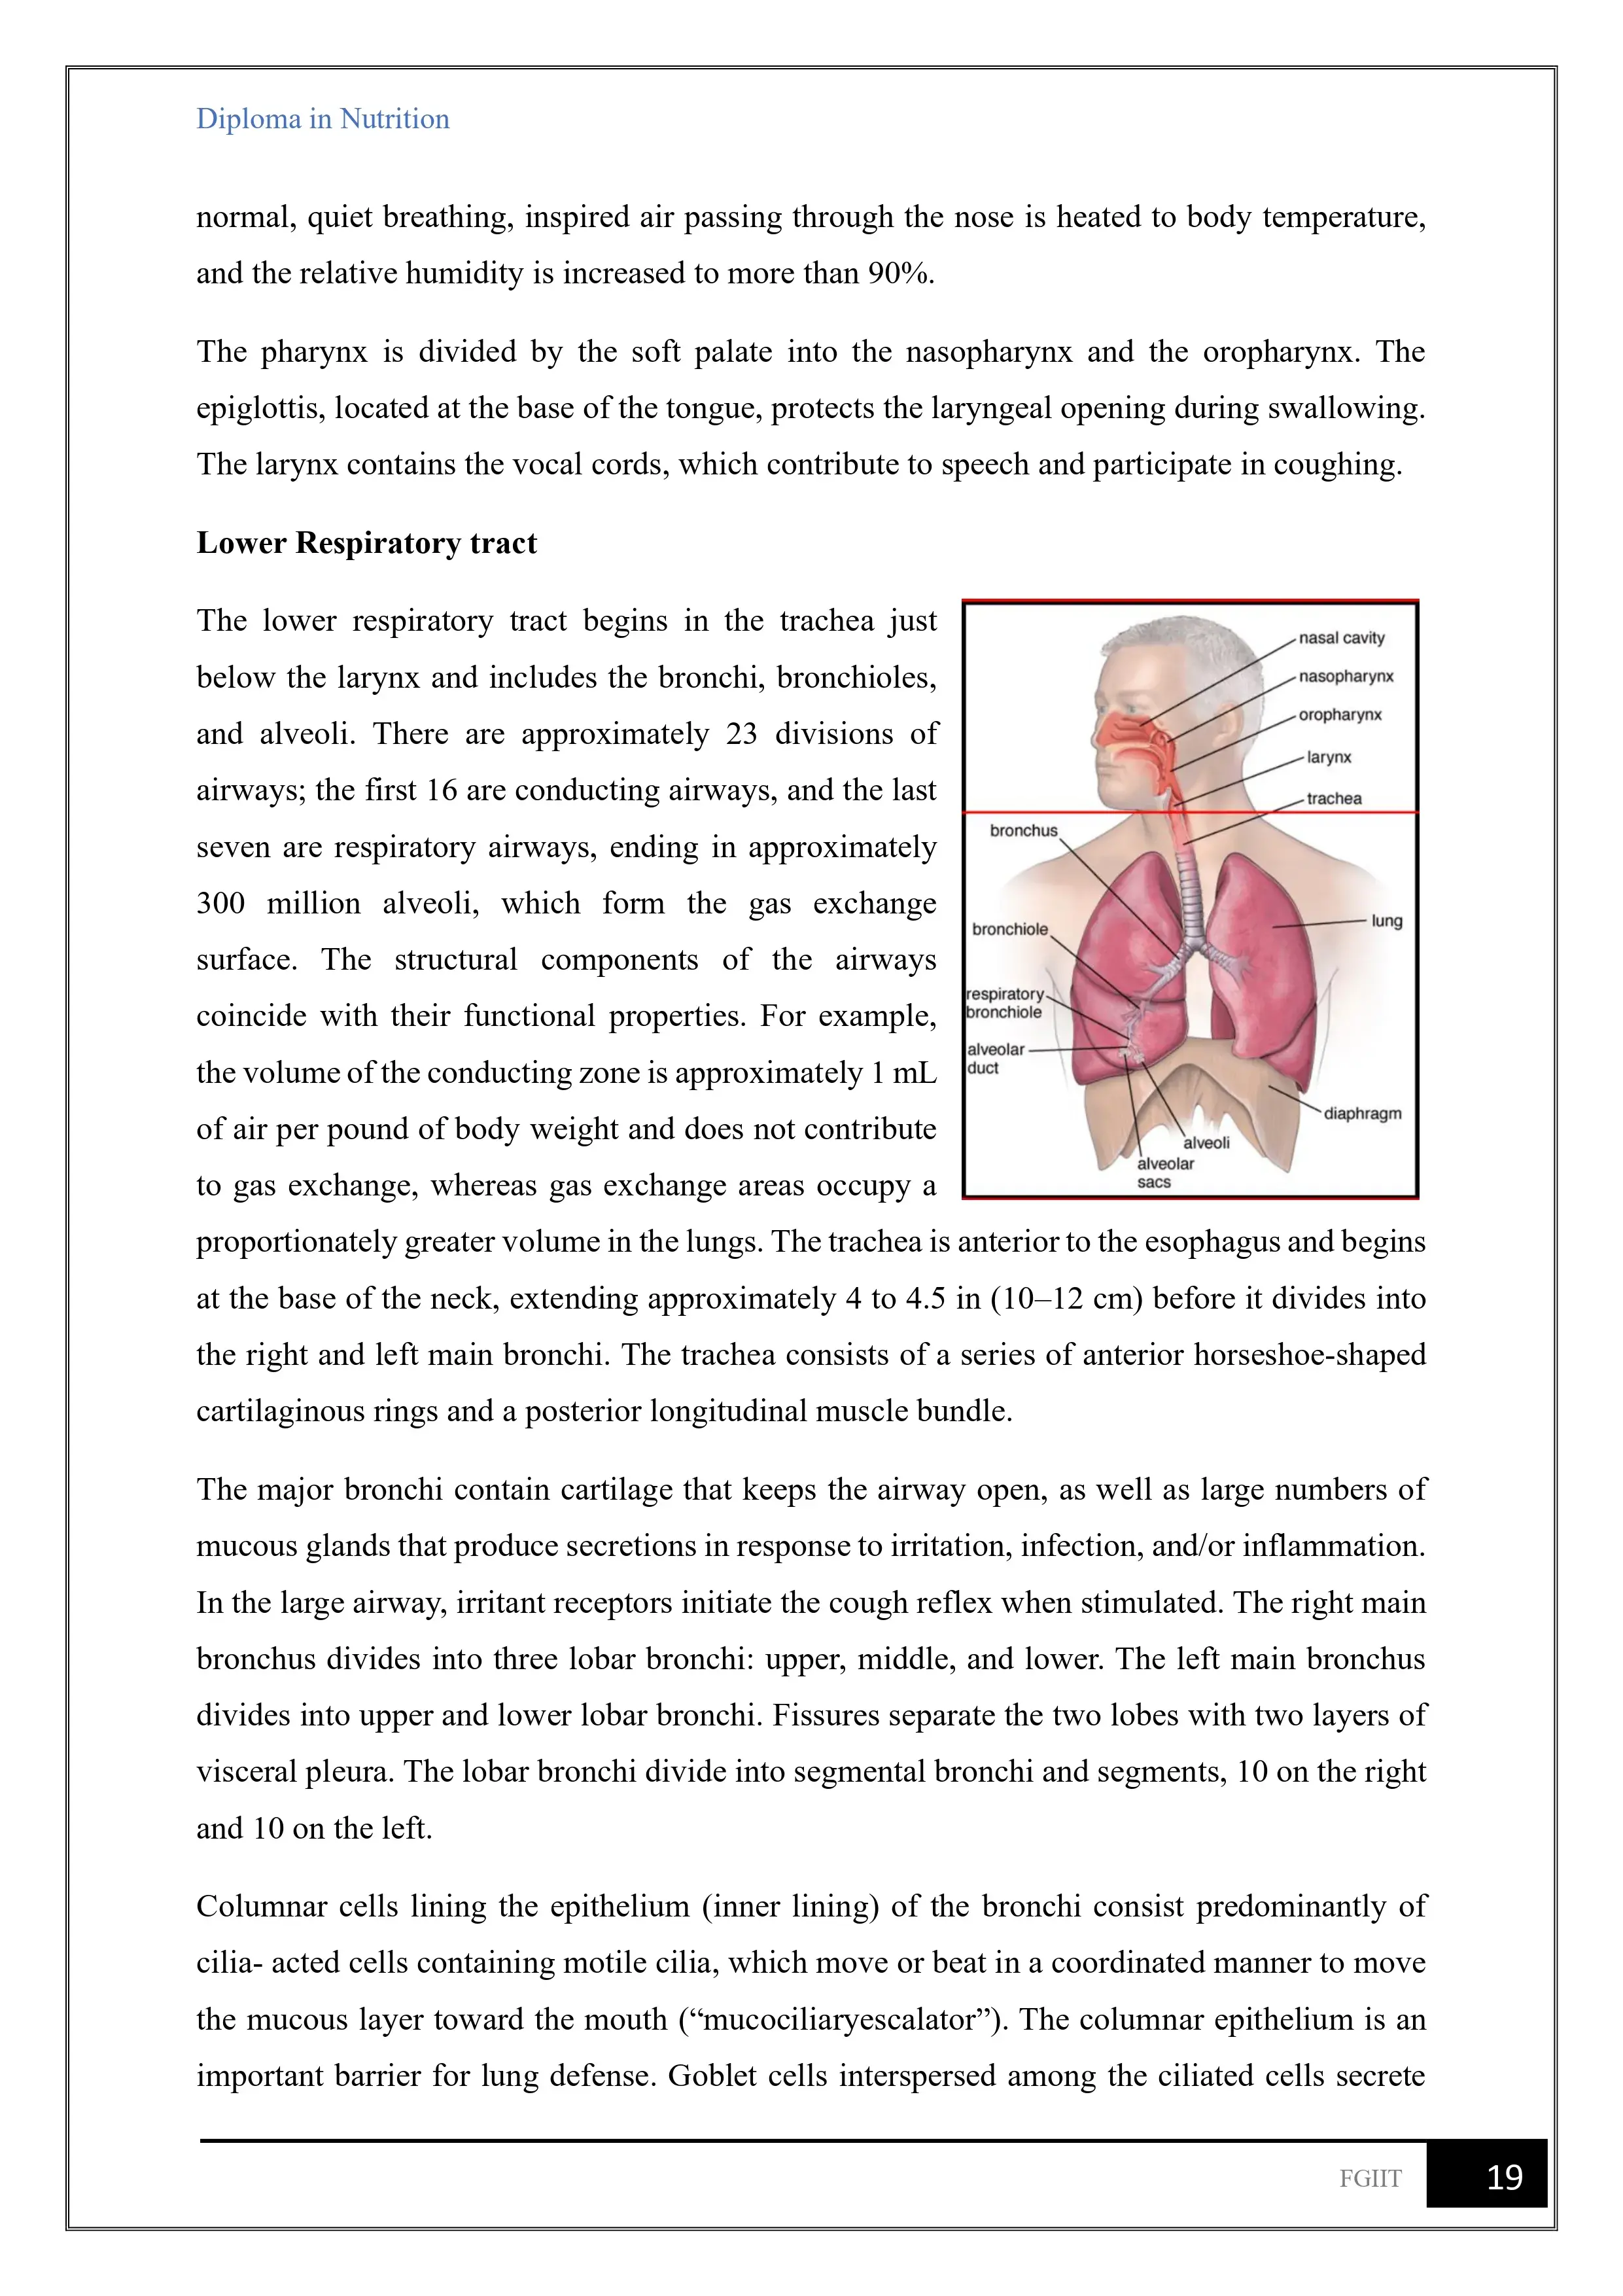 Diploma in Nutrition
normal, quiet breathing, inspired air passing through the nose is heated to body temperature,
and the relative humidity is increased to more than 90%.
The pharynx is divided by the soft palate into the nasopharynx and the oropharynx. The
epiglottis, located at the base of the tongue, protects the laryngeal opening during swallowing.
The larynx contains the vocal cords, which contribute to speech and participate in coughing.
Lower Respiratory tract
The lower respiratory tract begins in the trachea just
below the larynx and includes the bronchi, bronchioles,
and alveoli. There are approximately 23 divisions of
airways; the first 16 are conducting airways, and the last
seven are respiratory airways, ending in approximately
300 million alveoli, which form the gas exchange
surface. The structural components of the airways
coincide with their functional properties. For example,
the volume of the conducting zone is approximately 1 mL
of air per pound of body weight and does not contribute
to gas exchange, whereas gas exchange areas occupy a
nasal cavity
nasopharynx
oropharynx
larynx
trachea
bronchus
lung
bronchiole
respiratory
bronchiole
alveolar
duct
diaphragm
alveoli
alveolar
sacs
proportionately greater volume in the lungs. The trachea is anterior to the esophagus and begins
at the base of the neck, extending approximately 4 to 4.5 in (10–12 cm) before it divides into
the right and left main bronchi. The trachea consists of a series of anterior horseshoe-shaped
cartilaginous rings and a posterior longitudinal muscle bundle.
The major bronchi contain cartilage that keeps the airway open, as well as large numbers of
mucous glands that produce secretions in response to irritation, infection, and/or inflammation.
In the large airway, irritant receptors initiate the cough reflex when stimulated. The right main
bronchus divides into three lobar bronchi: upper, middle, and lower. The left main bronchus
divides into upper and lower lobar bronchi. Fissures separate the two lobes with two layers of
visceral pleura. The lobar bronchi divide into segmental bronchi and segments, 10 on the right
and 10 on the left.
Columnar cells lining the epithelium (inner lining) of the bronchi consist predominantly of
cilia- acted cells containing motile cilia, which move or beat in a coordinated manner to move
the mucous layer toward the mouth (“mucociliaryescalator”). The columnar epithelium is an
important barrier for lung defense. Goblet cells interspersed among the ciliated cells secrete
FGIIT
19